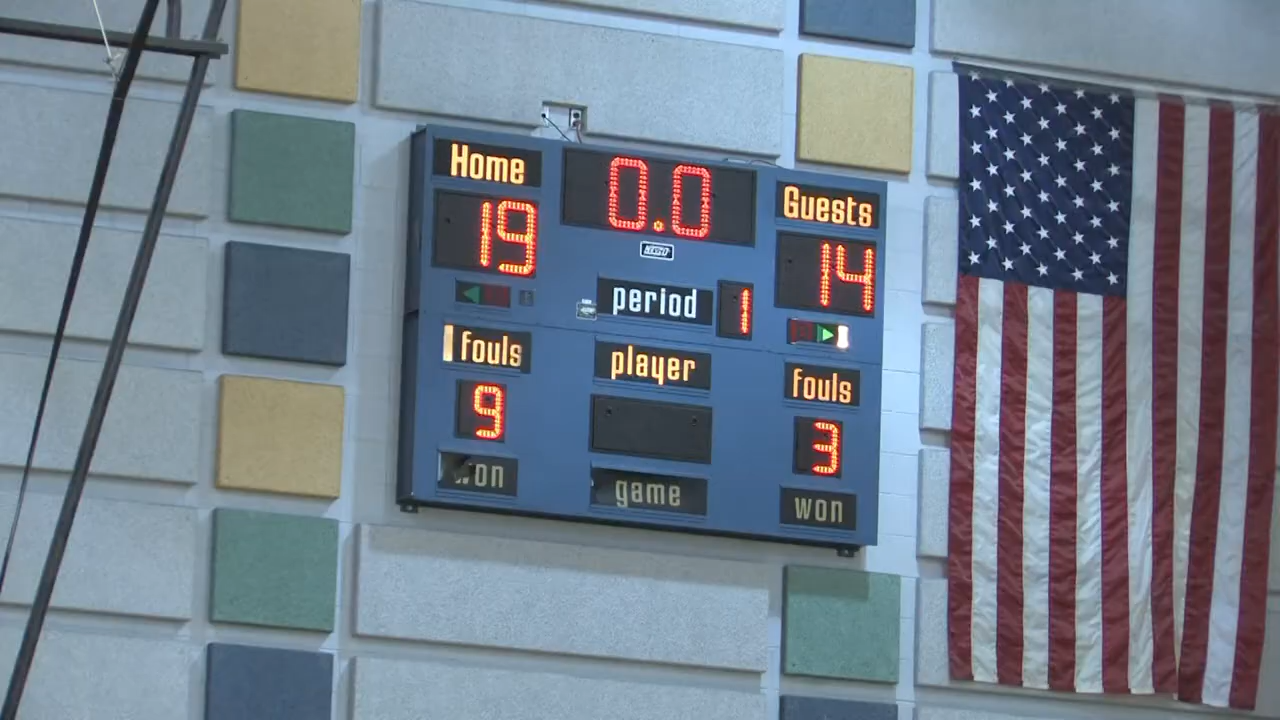 Home
0.0
Guests
19
14
period 1
fouls
player
fouls
9
3
won
game
won